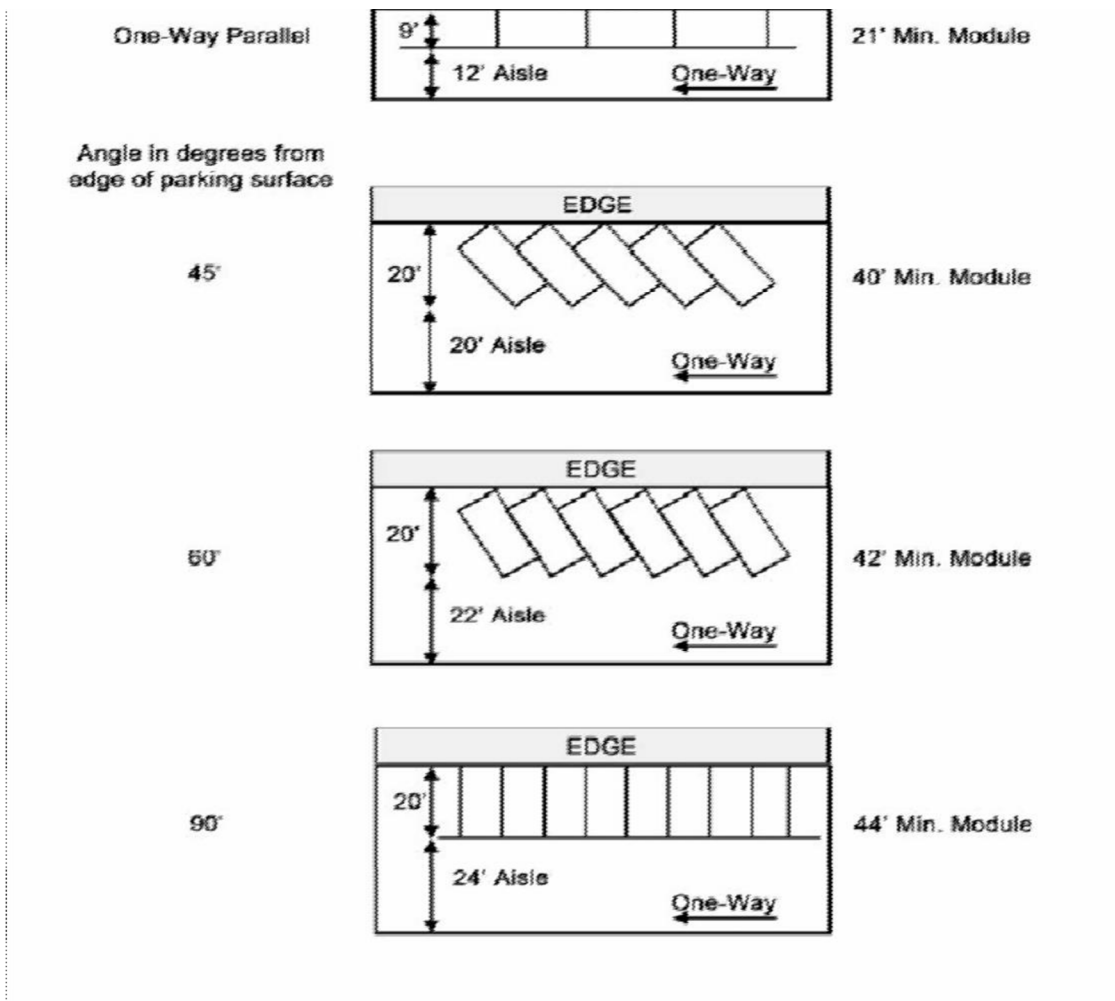 One-Way Parallel
9'
21' Min. Module
12' Aisle
One-Way
Angle in degrees from
edge of parking surface
EDGE
45'
20'
40' Min. Module
20' Aisle
One-Way
EDGE
60'
20'
42' Min. Module
22' Aisle
One-Way
EDGE
90'
20'
44' Min. Module
24' Aisle
One-Way